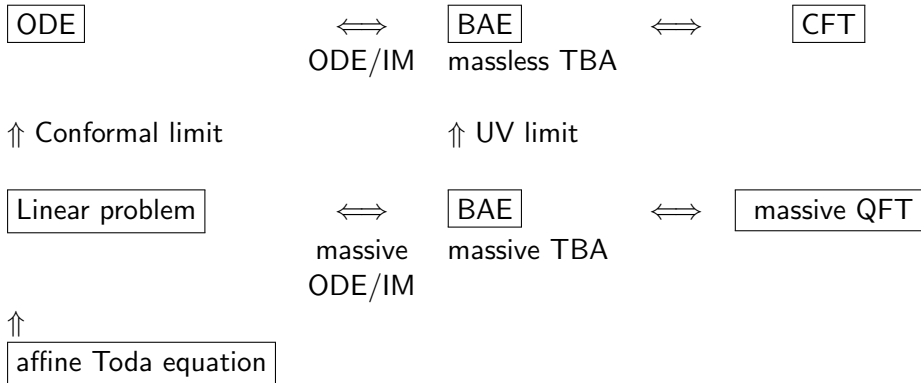 ODE ⟺ BAE ⟺ CFT
ODE/IM massless TBA
⇑ Conformal limit ⇑ UV limit
Linear problem ⟺ BAE ⟺ massive QFT
massive massive TBA
ODE/IM
⇑
affine Toda equation